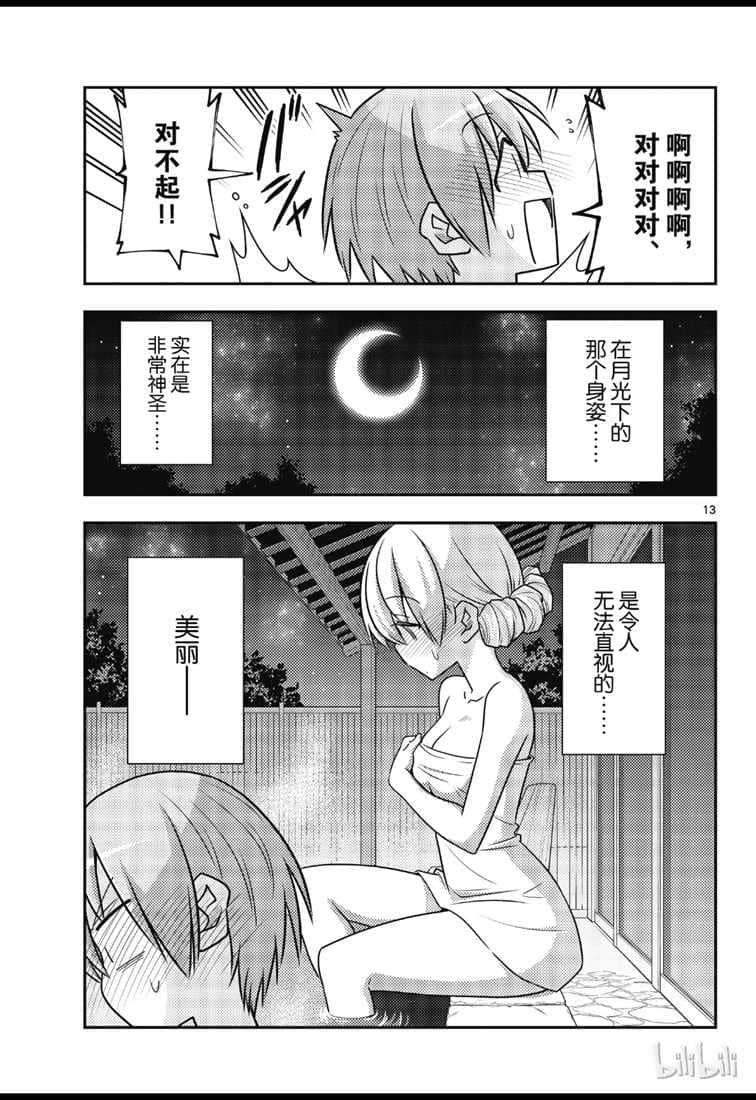 啊啊啊啊,
对对对对、
对不起!!
在月光下的
那个身姿……
实在是
非常神圣……
13
是令人
无法直视的……
美丽——
bilibili